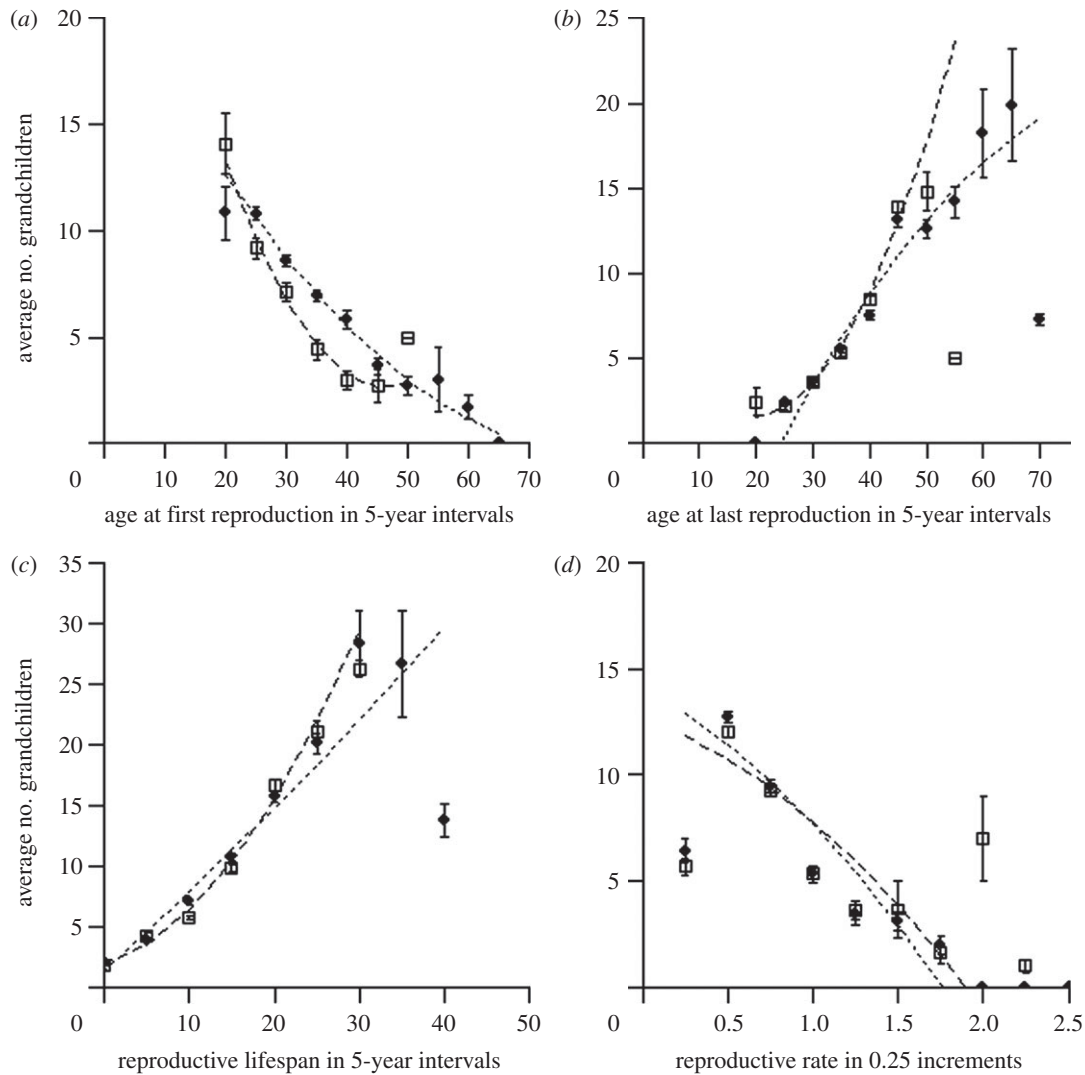 (a)
20
15
10
5
0
average no. grandchildren
10 20 30 40 50 60 70
age at first reproduction in 5-year intervals
(b)
25
20
15
10
5
0
10 20 30 40 50 60 70
age at last reproduction in 5-year intervals
(c)
35
30
25
20
15
10
5
0
average no. grandchildren
10 20 30 40 50
reproductive lifespan in 5-year intervals
(d)
20
15
10
5
0
0.5 1.0 1.5 2.0 2.5
reproductive rate in 0.25 increments